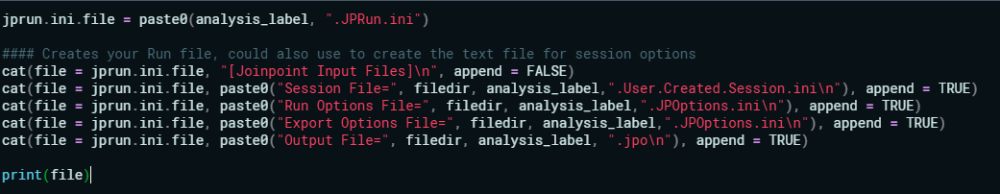 jprun.ini.file = paste0(analysis_label, ".JPRun.ini")
#### Creates your Run file, could also use to create the text file for session options
cat(file = jprun.ini.file, "[Joinpoint Input Files]\n", append = FALSE)
cat(file = jprun.ini.file, paste0("Session File=", filedir, analysis_label,".User.Created.Session.ini\n"), append = TRUE)
cat(file = jprun.ini.file, paste0("Run Options File=", filedir, analysis_label,".JPOptions.ini\n"), append = TRUE)
cat(file = jprun.ini.file, paste0("Export Options File=", filedir, analysis_label,".JPOptions.ini\n"), append = TRUE)
cat(file = jprun.ini.file, paste0("Output File=", filedir, analysis_label, ".jpo\n"), append = TRUE)
print(file)